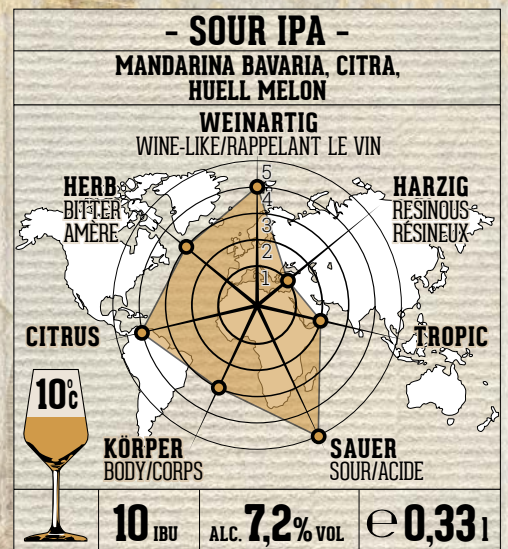 - SOUR IPA -
MANDARINA BAVARIA, CITRA,
HUELL MELON
WEINARTIG
WINE-LIKE/RAPPELANT LE VIN
5
4
3
2
1
HERB
BITTER
AMÈRE
HARZIG
RESINOUS
RÉSINEUX
CITRUS
TROPIC
10°C
KÖRPER
BODY/CORPS
SAUER
SOUR/ACIDE
10 IBU
ALC. 7,2% VOL
e 0,33 l